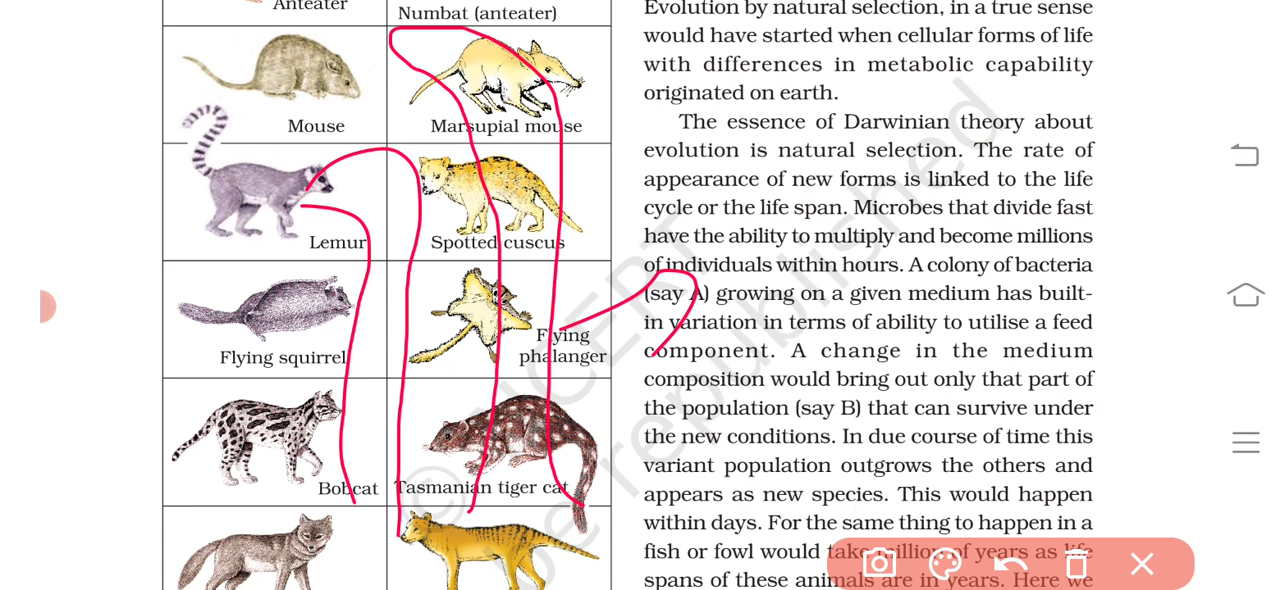 Anteater
Numbat (anteater)
Mouse
Marsupial mouse
Lemur
Spotted cuscus
Flying squirrel
Flying
phalanger
Bobcat
Tasmanian tiger cat
Evolution by natural selection, in a true sense
would have started when cellular forms of life
with differences in metabolic capability
originated on earth.
The essence of Darwinian theory about
evolution is natural selection. The rate of
appearance of new forms is linked to the life
cycle or the life span. Microbes that divide fast
have the ability to multiply and become millions
of individuals within hours. A colony of bacteria
(say A) growing on a given medium has built-
in variation in terms of ability to utilise a feed
component. A change in the medium
composition would bring out only that part of
the population (say B) that can survive under
the new conditions. In due course of time this
variant population outgrows the others and
appears as new species. This would happen
within days. For the same thing to happen in a
fish or fowl would take million of years as life
spans of these animals are in years. Here we
© NCERT
be republished